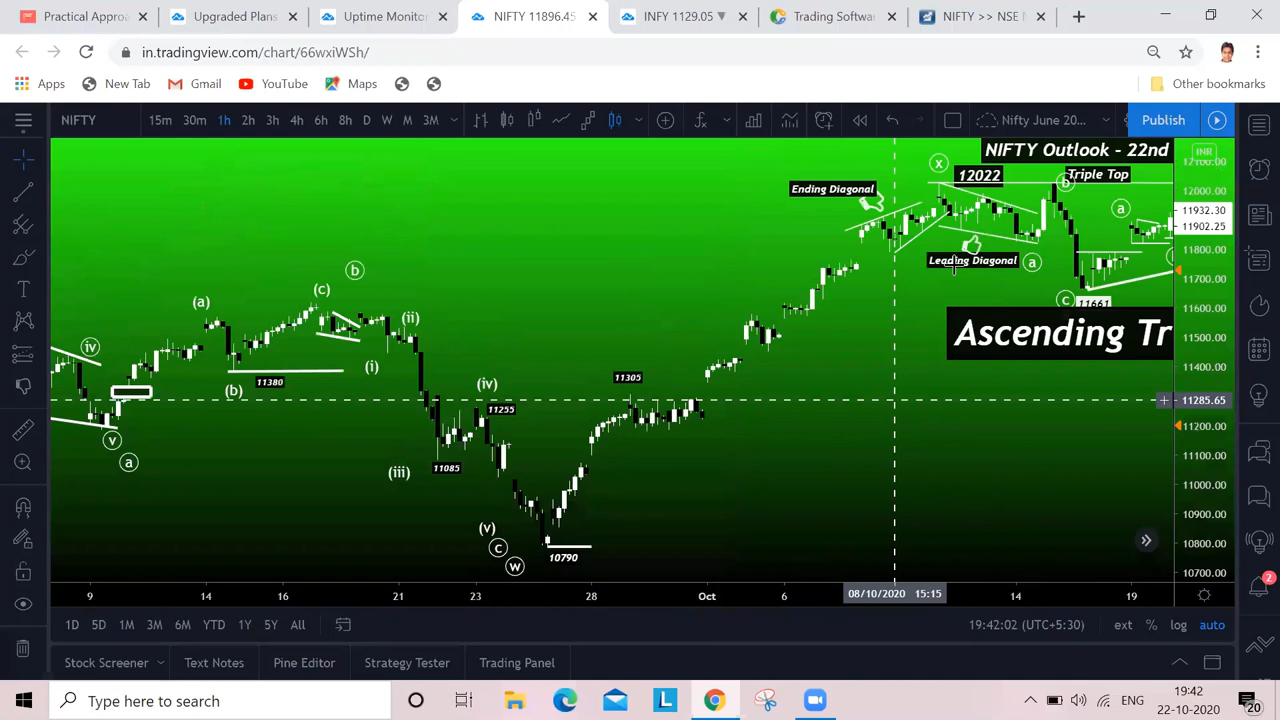 Practical Approa
Upgraded Plans
Uptime Monitor
NIFTY 11896.45
INFY 1129.05 ▼
Trading Softwa
NIFTY >> NSE I
in.tradingview.com/chart/66wxiWSh/
Apps
New Tab
Gmail
YouTube
Maps
Other bookmarks
NIFTY
15m 30m 1h 2h 3h 4h 6h 8h D W M 3M
Nifty June 20...
Publish
NIFTY Outlook - 22nd
INR
12100.00
12000.00
11932.30
11902.25
11800.00
11700.00
11600.00
11500.00
11400.00
11285.65
11200.00
11100.00
11000.00
10900.00
10800.00
10700.00
x
12022
b
Triple Top
Ending Diagonal
a
Leading Diagonal
a
c
11661
Ascending Tr
b
(a)
(c)
(ii)
iv
(i)
(b)
11380
(iv)
11255
11305
v
a
(iii)
11085
(v)
c
w
10790
9 14 16 21 23 28 Oct 6 08/10/2020 15:15 14 19
1D 5D 1M 3M 6M YTD 1Y 5Y All
19:42:02 (UTC+5:30)
ext % log auto
2
Stock Screener
Text Notes
Pine Editor
Strategy Tester
Trading Panel
Type here to search
L
ENG
19:42
22-10-2020
20